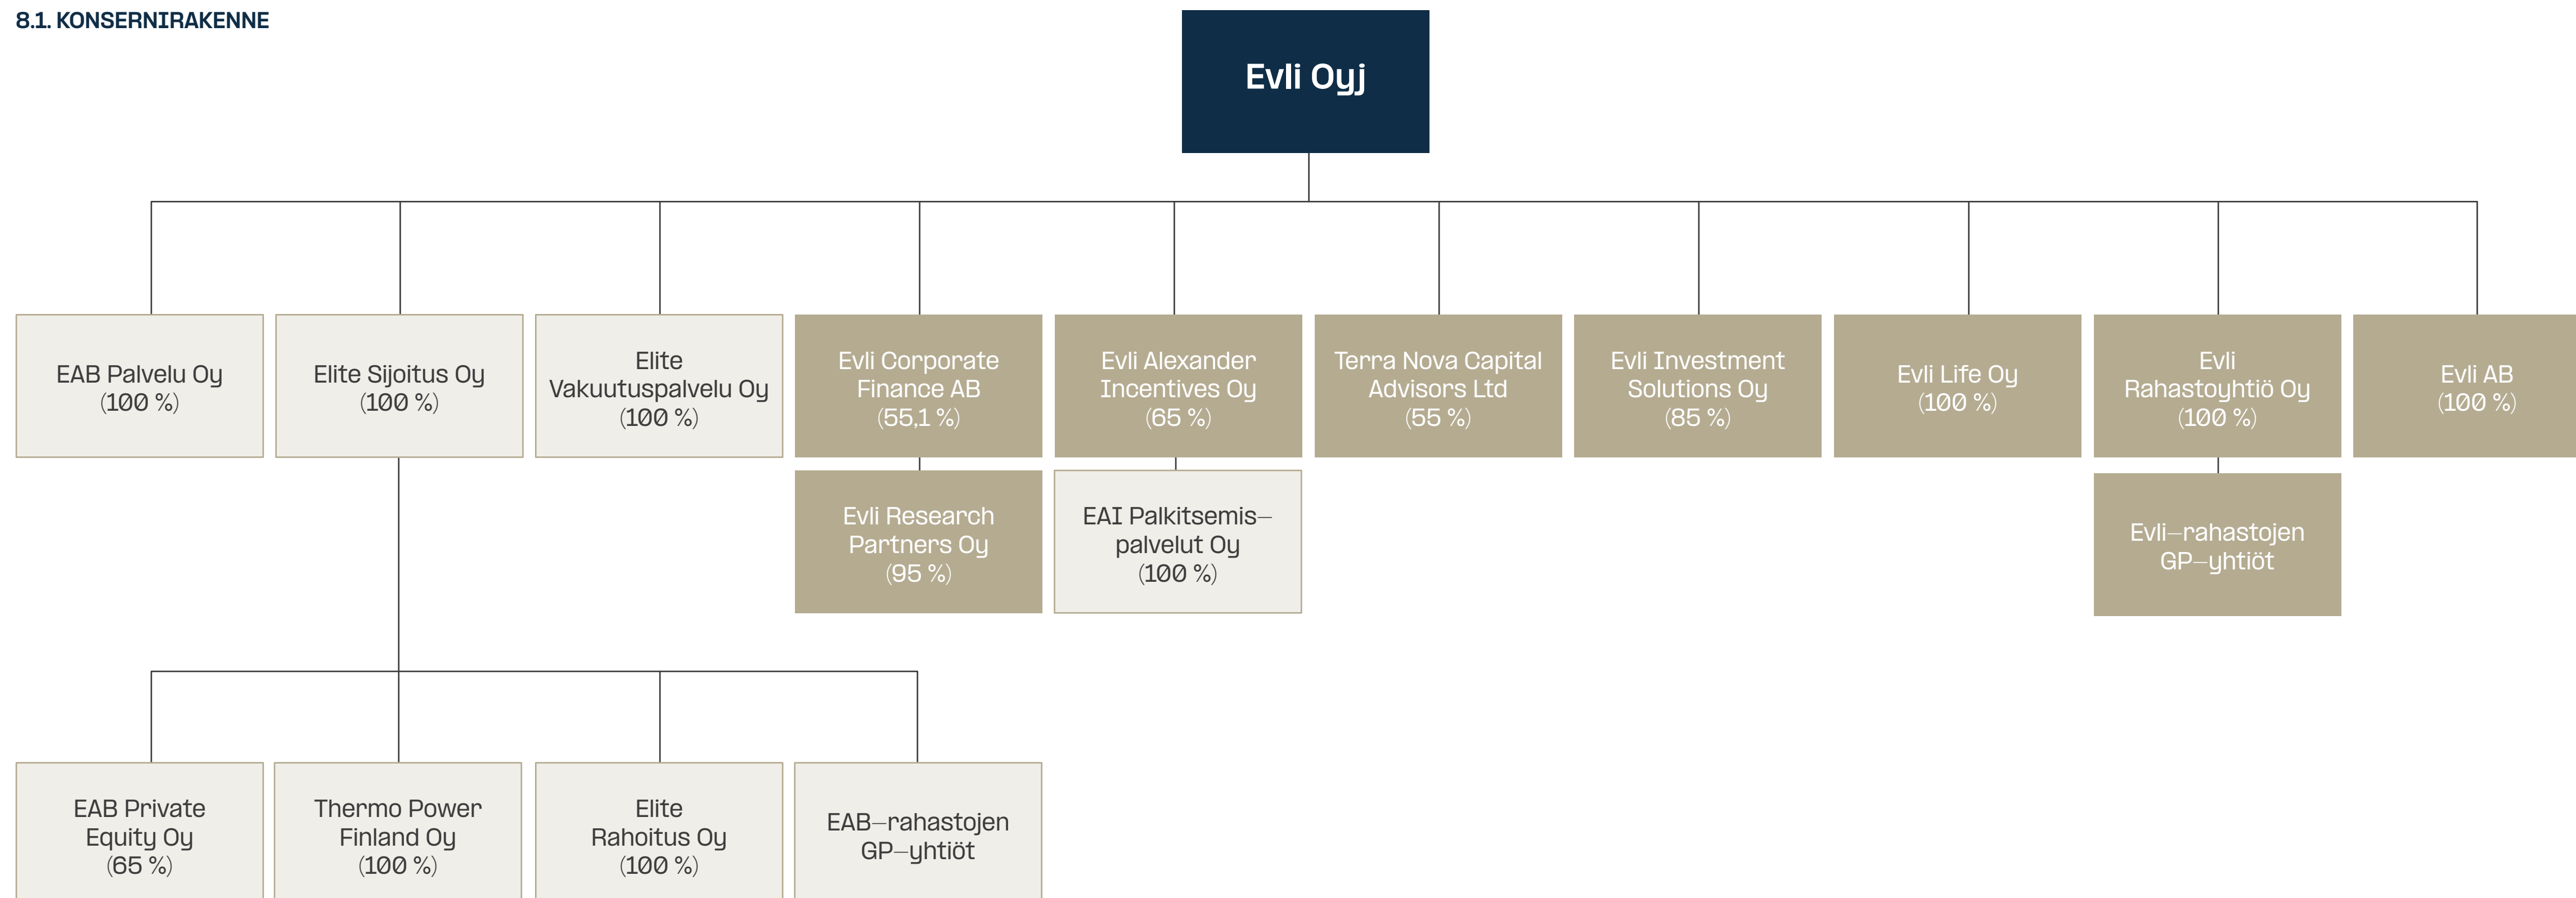 8.1. KONSERNIRAKENNE
Evli Oyj
EAB Palvelu Oy
(100 %)
Elite Sijoitus Oy
(100 %)
Elite
Vakuutuspalvelu Oy
(100 %)
Evli Corporate
Finance AB
(55,1 %)
Evli Alexander
Incentives Oy
(65 %)
Terra Nova Capital
Advisors Ltd
(55 %)
Evli Investment
Solutions Oy
(85 %)
Evli Life Oy
(100 %)
Evli
Rahastoyhtiö Oy
(100 %)
Evli AB
(100 %)
Evli Research
Partners Oy
(95 %)
EAI Palkitsemis–
palvelut Oy
(100 %)
Evli–rahastojen
GP–yhtiöt
EAB Private
Equity Oy
(65 %)
Thermo Power
Finland Oy
(100 %)
Elite
Rahoitus Oy
(100 %)
EAB–rahastojen
GP–yhtiöt